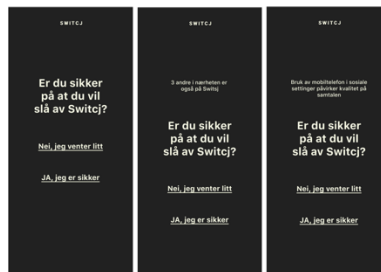 SWITCJ
Er du sikker
på at du vil
slå av Switcj?
Nei, jeg venter litt
JA, jeg er sikker
SWITCJ
3 andre i nærheten er
også på Switsj
Er du sikker
på at du vil
slå av Switcj?
Nei, jeg venter litt
JA, jeg er sikker
SWITCJ
Bruk av mobiltelefon i sosiale
settinger påvirker kvalitet på
samtalen
Er du sikker
på at du vil
slå av Switcj?
Nei, jeg venter litt
JA, jeg er sikker